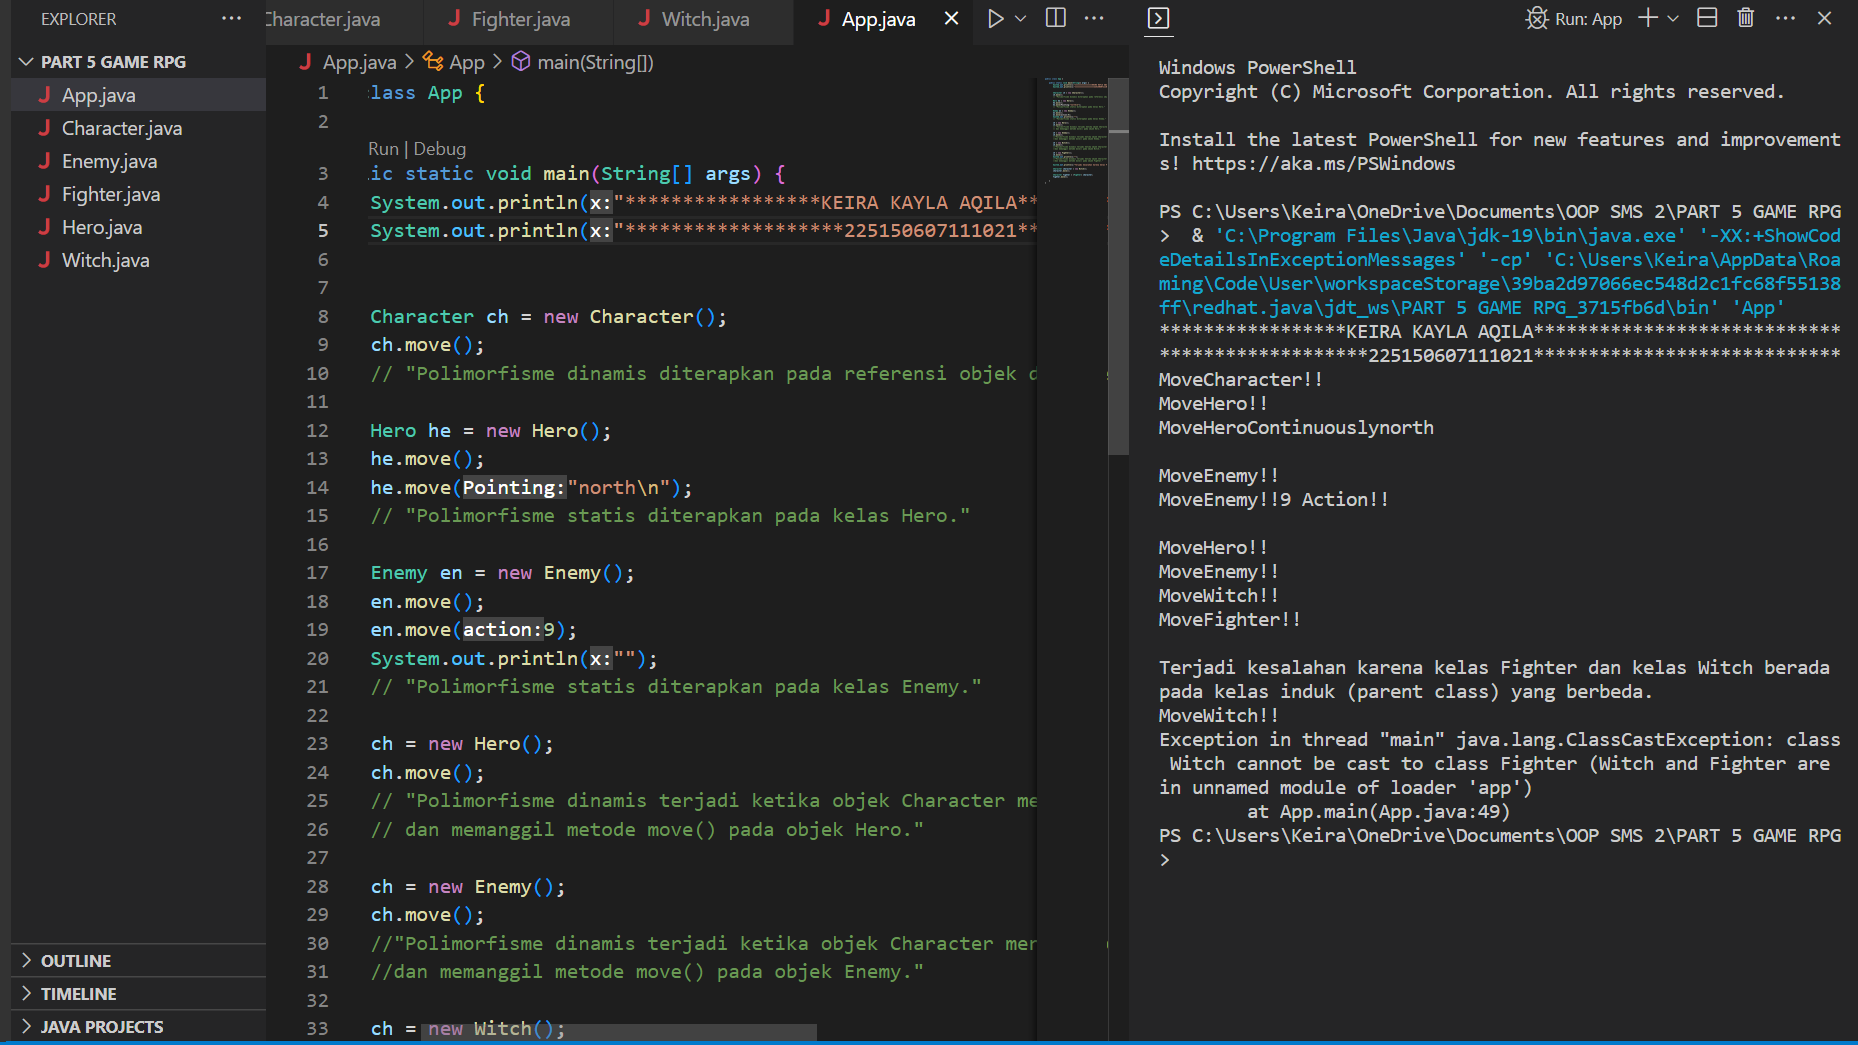 EXPLORER
PART 5 GAME RPG
App.java
Character.java
Enemy.java
Fighter.java
Hero.java
Witch.java
OUTLINE
TIMELINE
JAVA PROJECTS
Character.java
Fighter.java
Witch.java
App.java
App.java > App > main(String[])
1 lass App {
2
Run | Debug
3 ic static void main(String[] args) {
4 System.out.println(x:"*****************KEIRA KAYLA AQILA**
5 System.out.println(x:"*******************225150607111021**
6
7
8 Character ch = new Character();
9 ch.move();
10 // "Polimorfisme dinamis diterapkan pada referensi objek d
11
12 Hero he = new Hero();
13 he.move();
14 he.move(Pointing:"north\n");
15 // "Polimorfisme statis diterapkan pada kelas Hero."
16
17 Enemy en = new Enemy();
18 en.move();
19 en.move(action:9);
20 System.out.println(x:"");
21 // "Polimorfisme statis diterapkan pada kelas Enemy."
22
23 ch = new Hero();
24 ch.move();
25 // "Polimorfisme dinamis terjadi ketika objek Character me
26 // dan memanggil metode move() pada objek Hero."
27
28 ch = new Enemy();
29 ch.move();
30 //"Polimorfisme dinamis terjadi ketika objek Character mer
31 //dan memanggil metode move() pada objek Enemy."
32
33 ch = new Witch();
Run: App
Windows PowerShell
Copyright (C) Microsoft Corporation. All rights reserved.
Install the latest PowerShell for new features and improvement
s! https://aka.ms/PSWindows
PS C:\Users\Keira\OneDrive\Documents\OOP SMS 2\PART 5 GAME RPG
> & 'C:\Program Files\Java\jdk-19\bin\java.exe' '-XX:+ShowCod
eDetailsInExceptionMessages' '-cp' 'C:\Users\Keira\AppData\Roa
ming\Code\User\workspaceStorage\39ba2d97066ec548d2c1fc68f55138
ff\redhat.java\jdt_ws\PART 5 GAME RPG_3715fb6d\bin' 'App'
*****************KEIRA KAYLA AQILA****************************
*******************225150607111021****************************
MoveCharacter!!
MoveHero!!
MoveHeroContinuouslynorth
MoveEnemy!!
MoveEnemy!!9 Action!!
MoveHero!!
MoveEnemy!!
MoveWitch!!
MoveFighter!!
Terjadi kesalahan karena kelas Fighter dan kelas Witch berada
pada kelas induk (parent class) yang berbeda.
MoveWitch!!
Exception in thread "main" java.lang.ClassCastException: class
Witch cannot be cast to class Fighter (Witch and Fighter are
in unnamed module of loader 'app')
at App.main(App.java:49)
PS C:\Users\Keira\OneDrive\Documents\OOP SMS 2\PART 5 GAME RPG
>